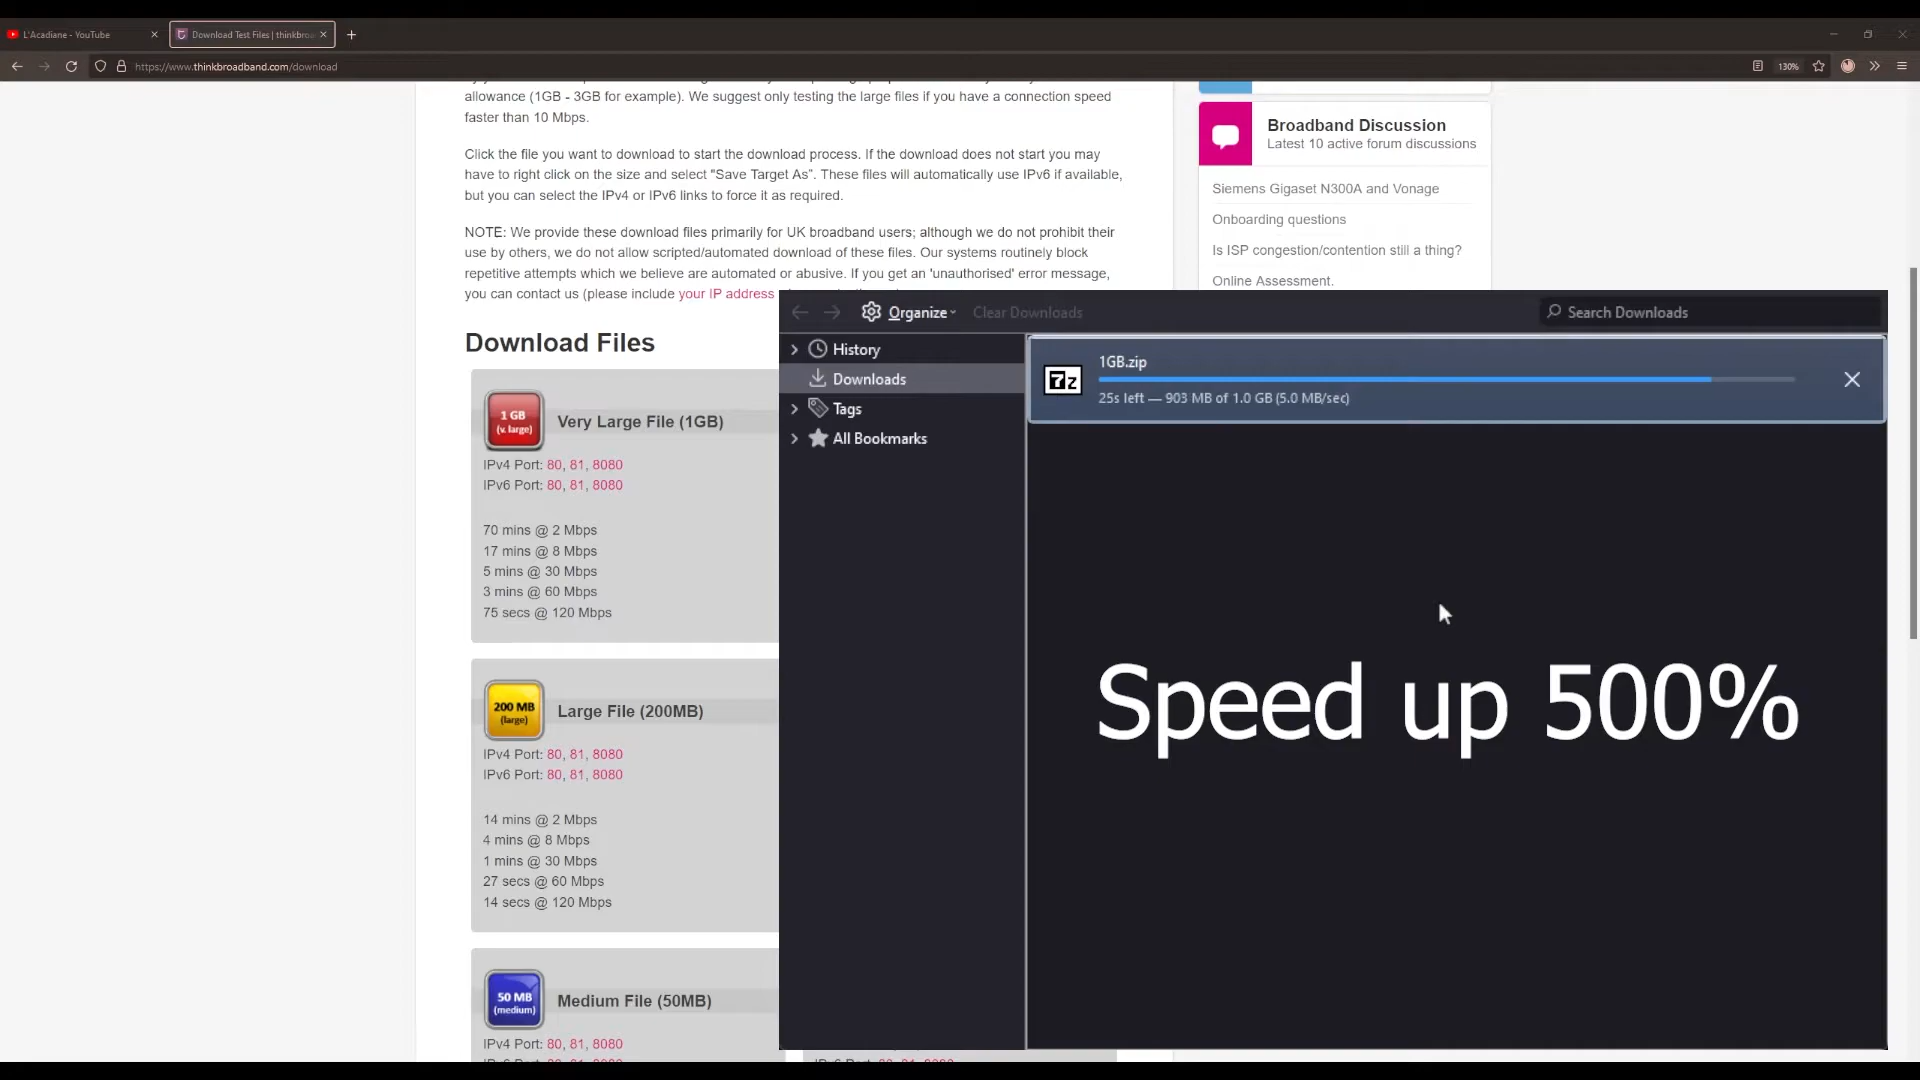 L'Acadiane - YouTube
Download Test Files | thinkbroa
https://www.thinkbroadband.com/download
130%
allowance (1GB - 3GB for example). We suggest only testing the large files if you have a connection speed
faster than 10 Mbps.
Click the file you want to download to start the download process. If the download does not start you may
have to right click on the size and select "Save Target As". These files will automatically use IPv6 if available,
but you can select the IPv4 or IPv6 links to force it as required.
NOTE: We provide these download files primarily for UK broadband users; although we do not prohibit their
use by others, we do not allow scripted/automated download of these files. Our systems routinely block
repetitive attempts which we believe are automated or abusive. If you get an 'unauthorised' error message,
you can contact us (please include your IP address
Download Files
1 GB
(v. large)
Very Large File (1GB)
IPv4 Port: 80, 81, 8080
IPv6 Port: 80, 81, 8080
70 mins @ 2 Mbps
17 mins @ 8 Mbps
5 mins @ 30 Mbps
3 mins @ 60 Mbps
75 secs @ 120 Mbps
200 MB
(large)
Large File (200MB)
IPv4 Port: 80, 81, 8080
IPv6 Port: 80, 81, 8080
14 mins @ 2 Mbps
4 mins @ 8 Mbps
1 mins @ 30 Mbps
27 secs @ 60 Mbps
14 secs @ 120 Mbps
50 MB
(medium)
Medium File (50MB)
IPv4 Port: 80, 81, 8080
Broadband Discussion
Latest 10 active forum discussions
Siemens Gigaset N300A and Vonage
Onboarding questions
Is ISP congestion/contention still a thing?
Online Assessment.
Organize
Clear Downloads
Search Downloads
History
Downloads
Tags
All Bookmarks
7z
1GB.zip
25s left — 903 MB of 1.0 GB (5.0 MB/sec)
Speed up 500%